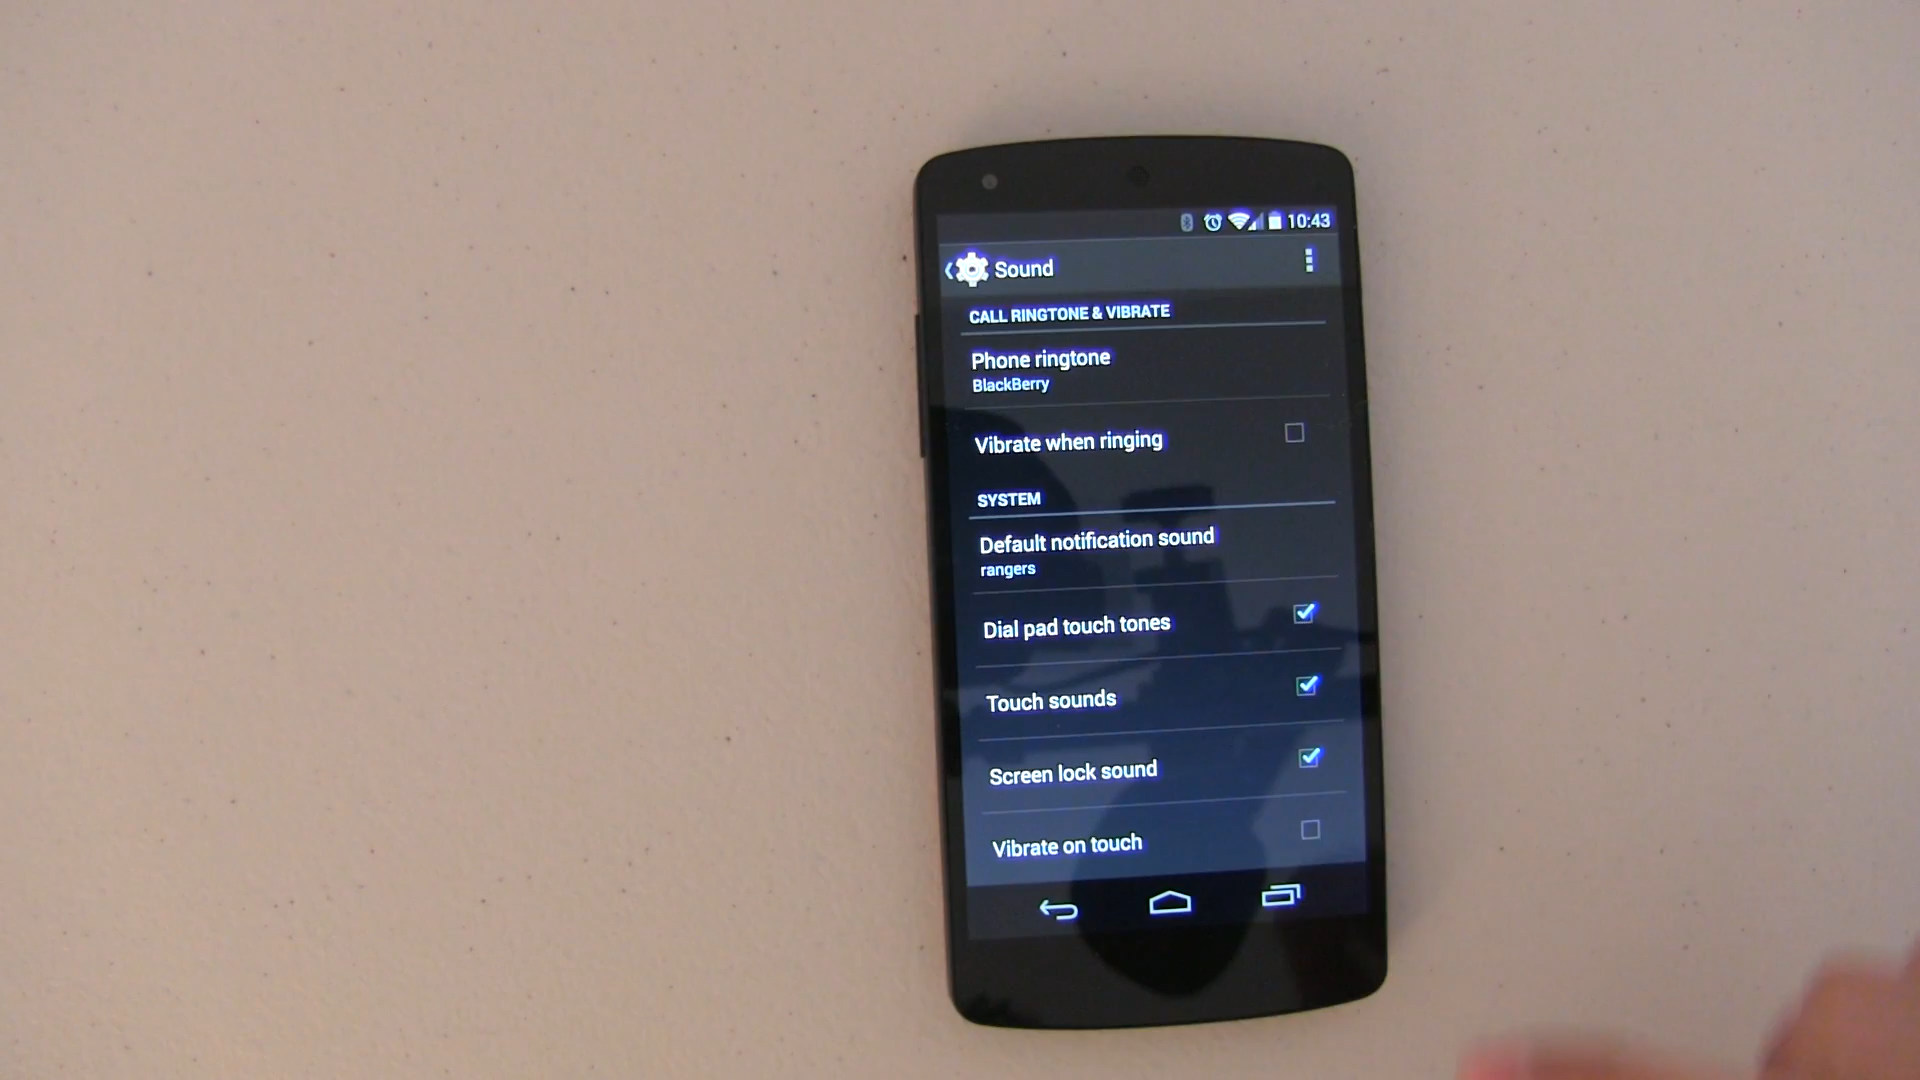 10:43
Sound
CALL RINGTONE & VIBRATE
Phone ringtone
BlackBerry
Vibrate when ringing
SYSTEM
Default notification sound
rangers
Dial pad touch tones
Touch sounds
Screen lock sound
Vibrate on touch